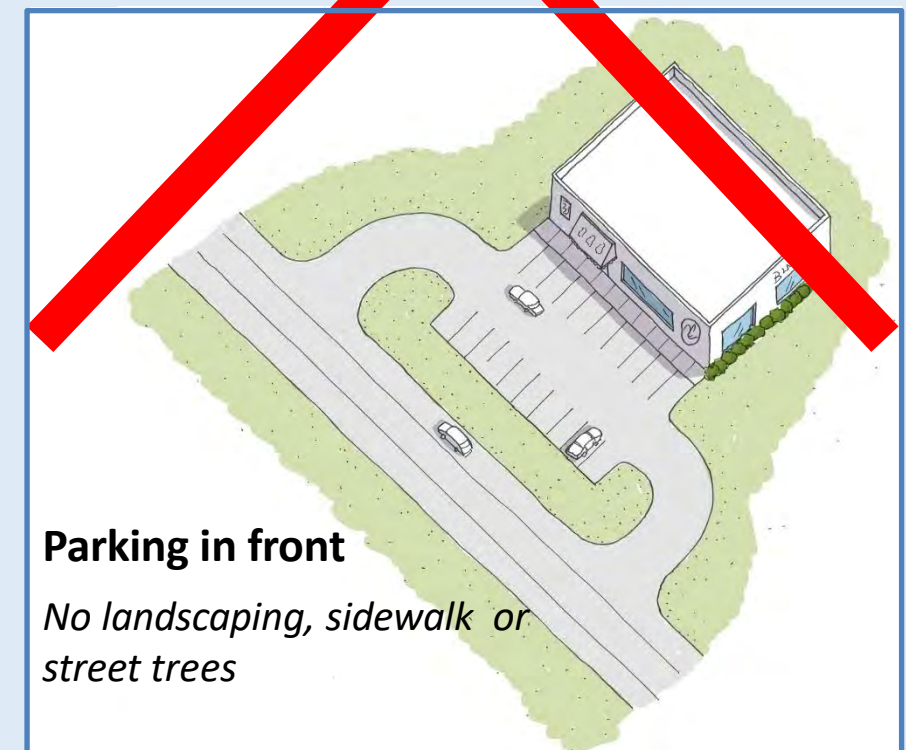 Parking in front
No landscaping, sidewalk or
street trees